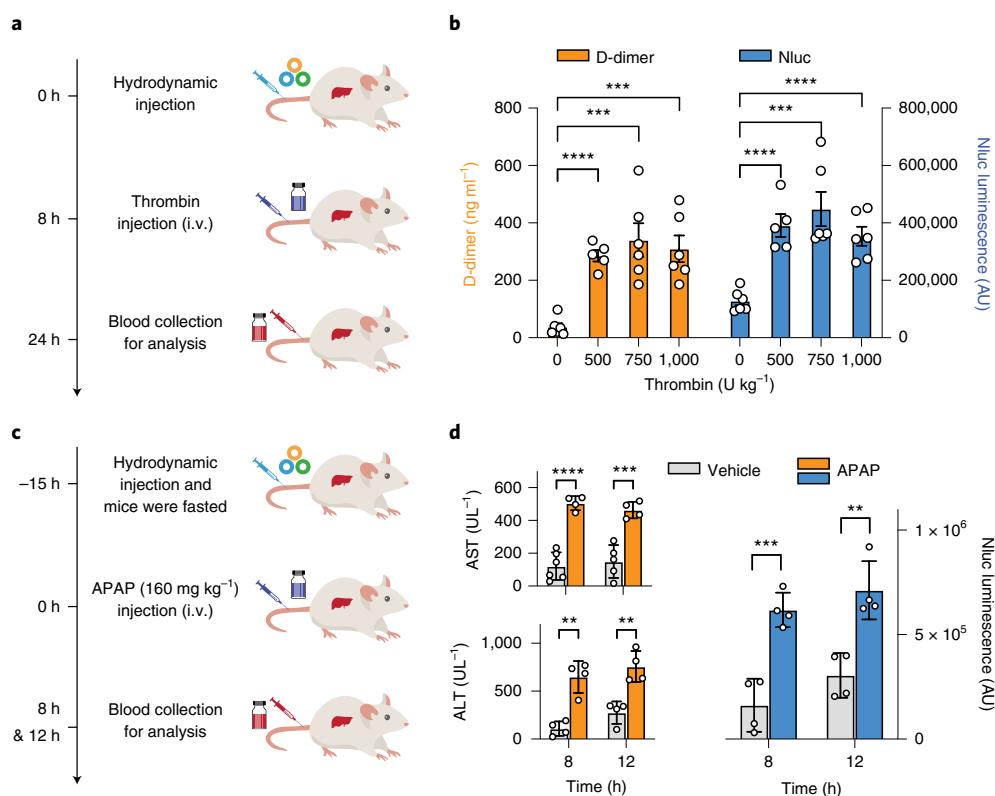 a
0 h
Hydrodynamic
injection
8 h
Thrombin
injection (i.v.)
24 h
Blood collection
for analysis
b
D-dimer
Nluc
D-dimer (ng ml⁻¹)
800
600
400
200
0
****
***
***
****
***
****
800,000
600,000
400,000
200,000
0
Nluc luminescence (AU)
0 500 750 1,000 0 500 750 1,000
Thrombin (U kg⁻¹)
c
–15 h
Hydrodynamic
injection and
mice were fasted
0 h
APAP (160 mg kg⁻¹)
injection (i.v.)
8 h
& 12 h
Blood collection
for analysis
d
Vehicle
APAP
AST (UL⁻¹)
600
400
200
0
**** ***
ALT (UL⁻¹)
1,000
500
0
** **
8 12
Time (h)
***
**
1 × 10⁶
5 × 10⁵
0
Nluc luminescence
(AU)
8 12
Time (h)